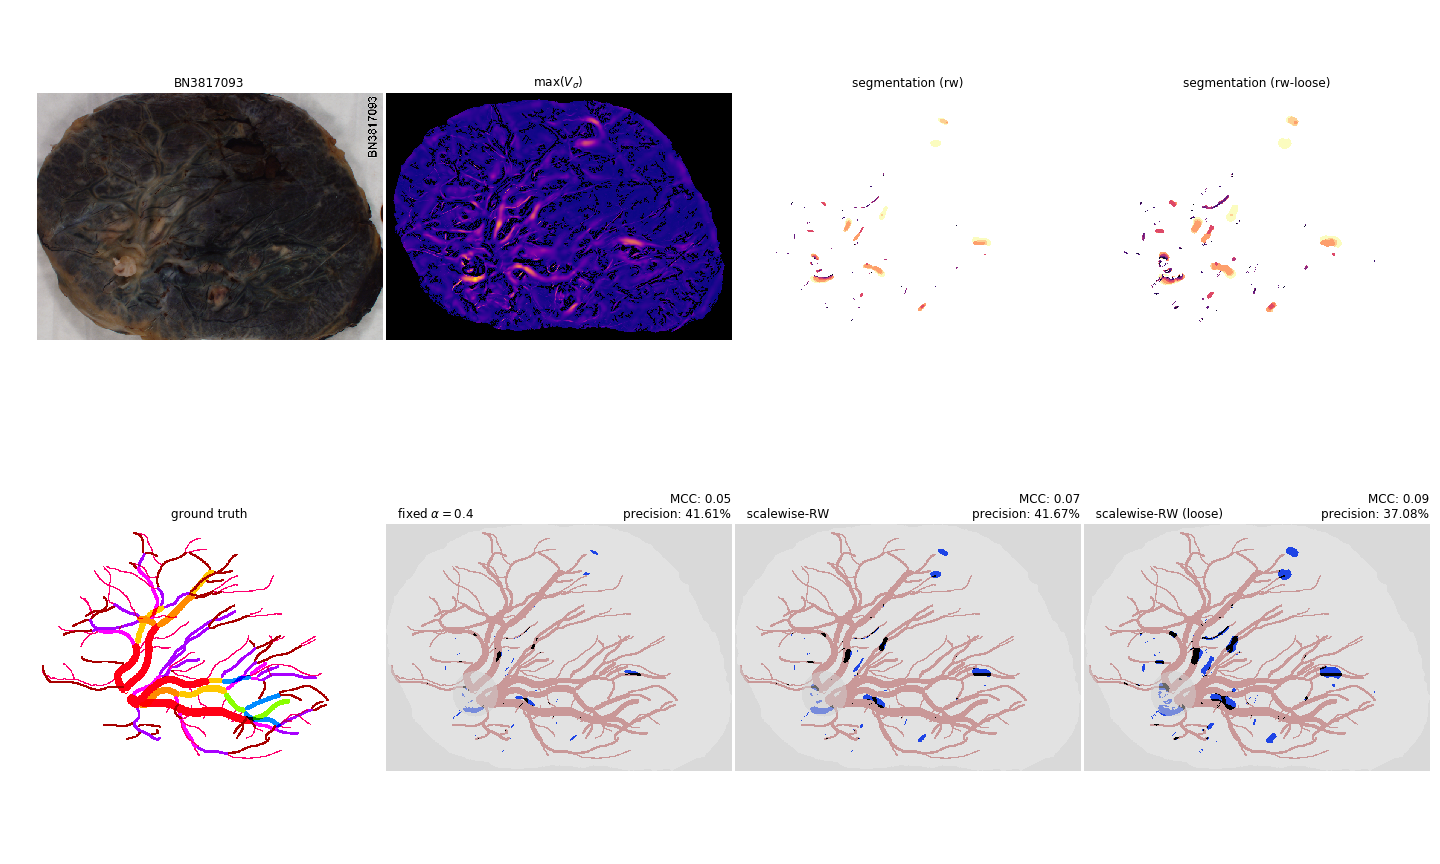 BN3817093
max(Vσ)
segmentation (rw)
segmentation (rw-loose)
BN3817093
ground truth
fixed α = 0.4
MCC: 0.05
precision: 41.61%
scalewise-RW
MCC: 0.07
precision: 41.67%
scalewise-RW (loose)
MCC: 0.09
precision: 37.08%